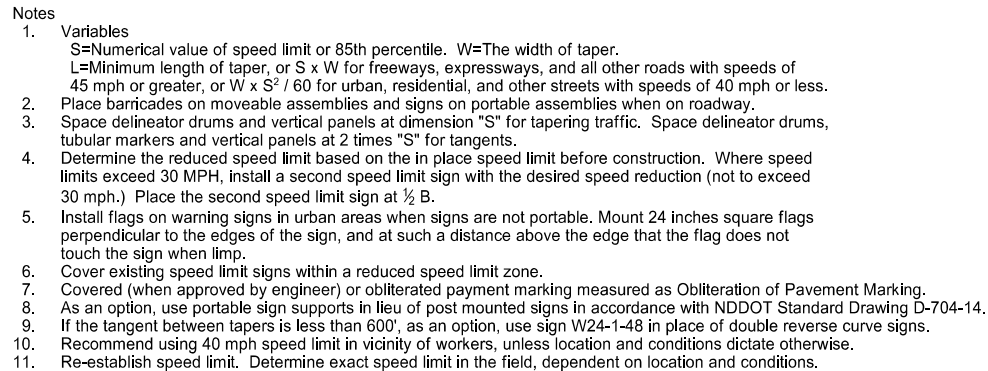 Notes
1. Variables
S=Numerical value of speed limit or 85th percentile. W=The width of taper.
L=Minimum length of taper, or S x W for freeways, expressways, and all other roads with speeds of
45 mph or greater, or W x S² / 60 for urban, residential, and other streets with speeds of 40 mph or less.
2. Place barricades on moveable assemblies and signs on portable assemblies when on roadway.
3. Space delineator drums and vertical panels at dimension "S" for tapering traffic. Space delineator drums,
tubular markers and vertical panels at 2 times "S" for tangents.
4. Determine the reduced speed limit based on the in place speed limit before construction. Where speed
limits exceed 30 MPH, install a second speed limit sign with the desired speed reduction (not to exceed
30 mph.) Place the second speed limit sign at ½ B.
5. Install flags on warning signs in urban areas when signs are not portable. Mount 24 inches square flags
perpendicular to the edges of the sign, and at such a distance above the edge that the flag does not
touch the sign when limp.
6. Cover existing speed limit signs within a reduced speed limit zone.
7. Covered (when approved by engineer) or obliterated payment marking measured as Obliteration of Pavement Marking.
8. As an option, use portable sign supports in lieu of post mounted signs in accordance with NDDOT Standard Drawing D-704-14.
9. If the tangent between tapers is less than 600', as an option, use sign W24-1-48 in place of double reverse curve signs.
10. Recommend using 40 mph speed limit in vicinity of workers, unless location and conditions dictate otherwise.
11. Re-establish speed limit. Determine exact speed limit in the field, dependent on location and conditions.